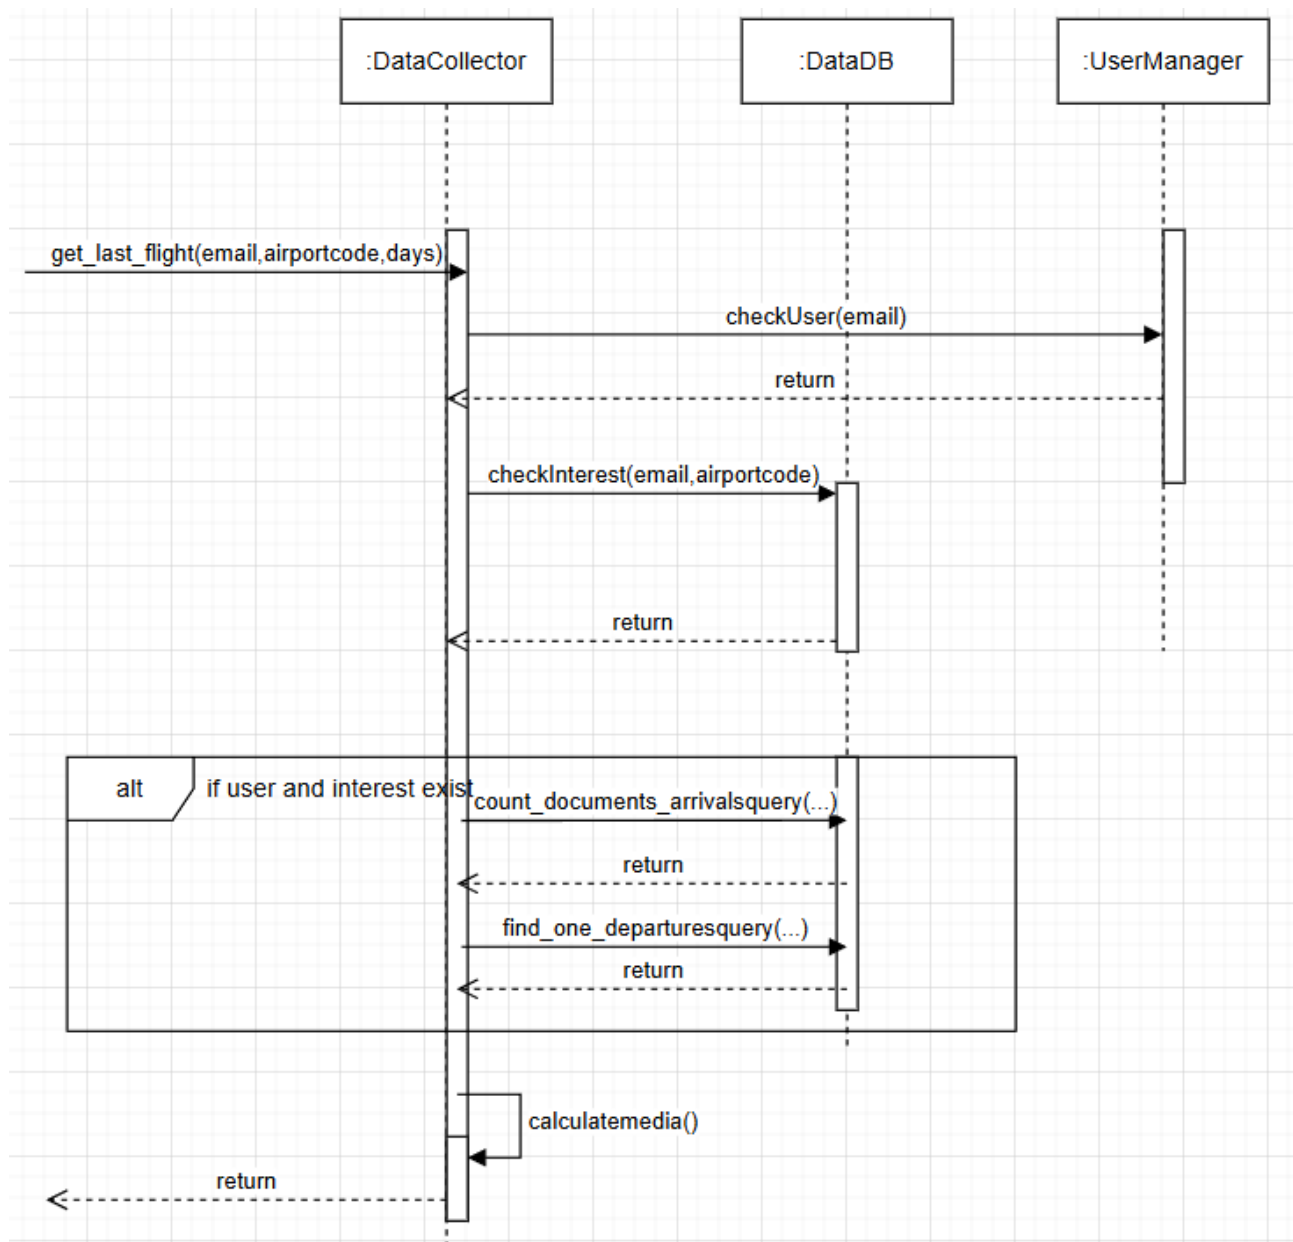 :DataCollector
:DataDB
:UserManager
get_last_flight(email,airportcode,days)
checkUser(email)
return
checkInterest(email,airportcode)
return
alt
if user and interest exist
count_documents_arrivalsquery(...)
return
find_one_departuresquery(...)
return
calculatemedia()
return